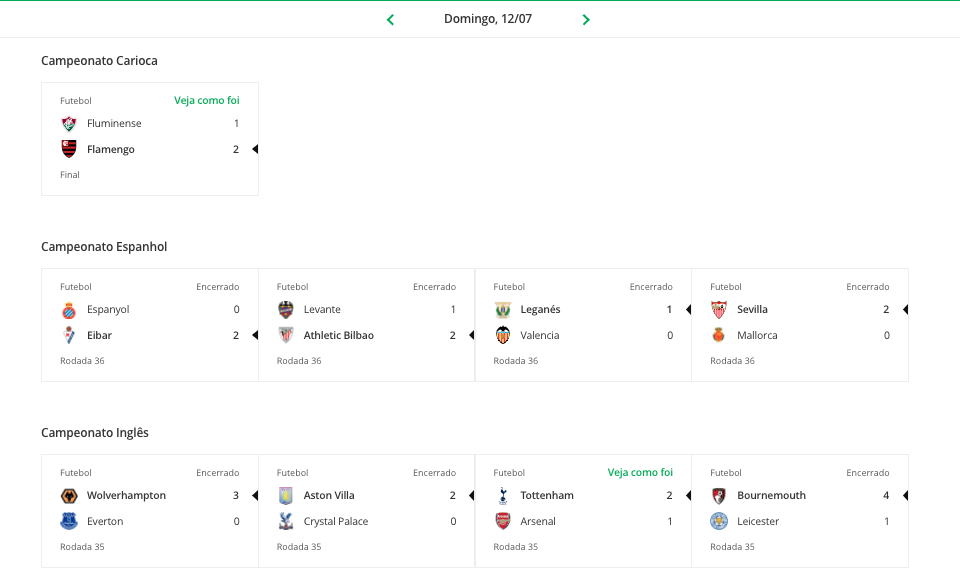 Domingo, 12/07
Campeonato Carioca
Futebol Veja como foi
Fluminense 1
Flamengo 2
Final
Campeonato Espanhol
Futebol Encerrado
Espanyol 0
Eibar 2
Rodada 36
Futebol Encerrado
Levante 1
Athletic Bilbao 2
Rodada 36
Futebol Encerrado
Leganés 1
Valencia 0
Rodada 36
Futebol Encerrado
Sevilla 2
Mallorca 0
Rodada 36
Campeonato Inglês
Futebol Encerrado
Wolverhampton 3
Everton 0
Rodada 35
Futebol Encerrado
Aston Villa 2
Crystal Palace 0
Rodada 35
Futebol Veja como foi
Tottenham 2
Arsenal 1
Rodada 35
Futebol Encerrado
Bournemouth 4
Leicester 1
Rodada 35